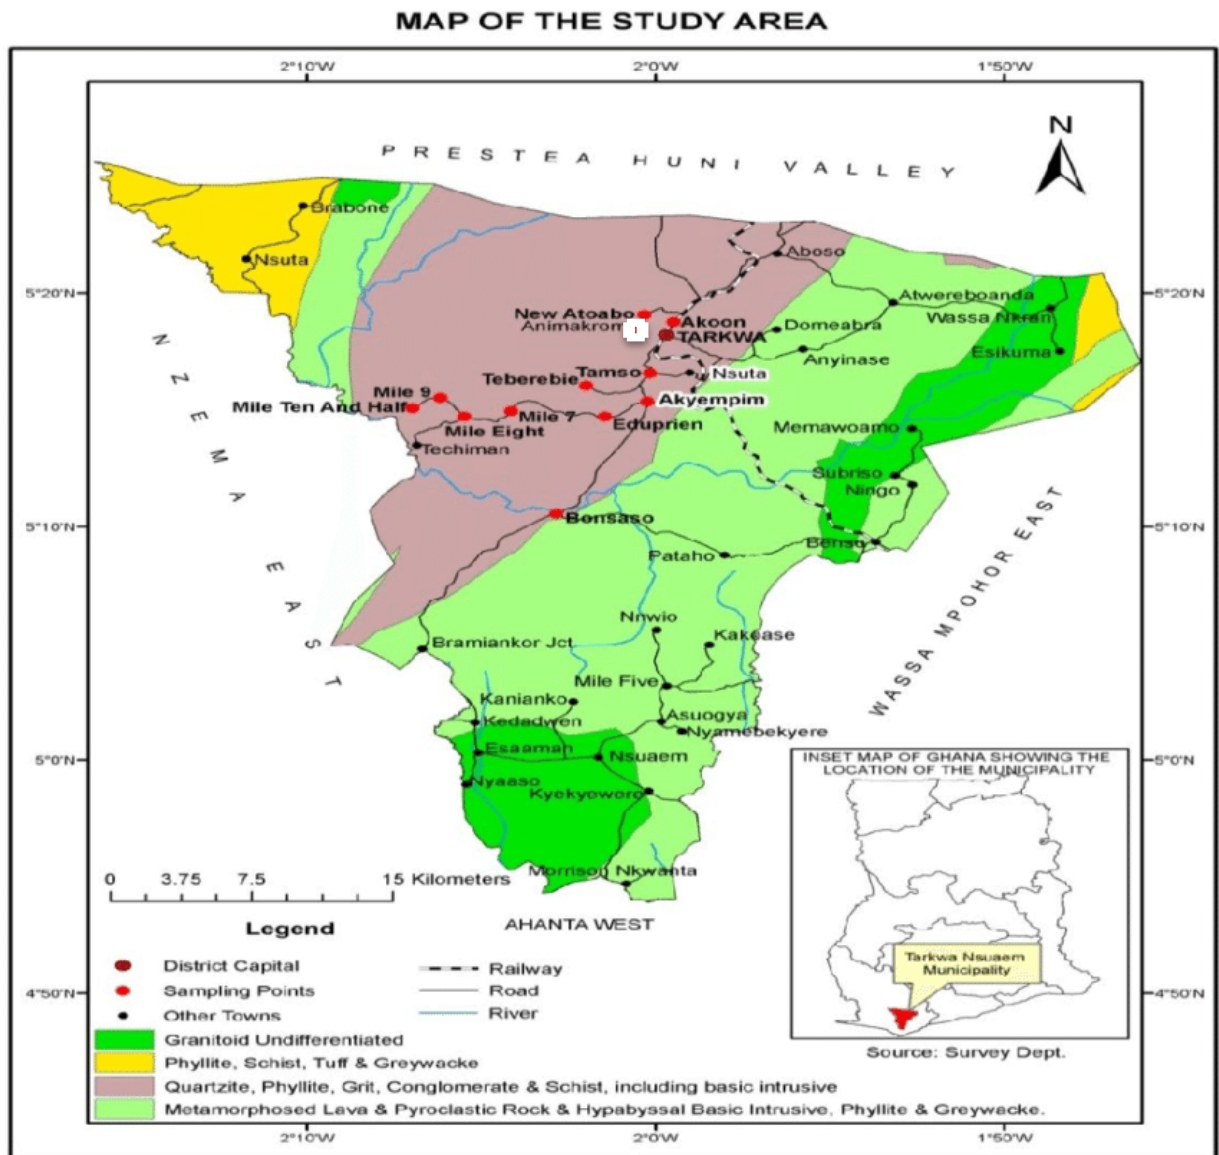 MAP OF THE STUDY AREA
2°10'W 2°0'W 1°50'W
N
PRESTEA HUNI VALLEY
Brabone
Nsuta
Aboso
5°20'N 5°20'N
Atwereboanda
New Atoabo
Wassa Nkran
Animakrom
Akoon
Domeabra
TARKWA
Esikuma
Anyinase
Tamso
Nsuta
Teberebie
Mile 9
Akyempim
Mile Ten And Half
Mile 7
Eduprien
Mile Eight
Memawoamo
Techiman
Subriso
Ningo
NZEMA EAST
Bonsaso
5°10'N 5°10'N
Benso
Pataho
WASSA MPOHOR EAST
Nnwio
Kakoase
Bramiankor Jct
Mile Five
Kanianko
Asuogya
Kedadwen
Nyamebekyere
Esaaman
Nsuaem
5°0'N 5°0'N
Nyaaso
Kyekyewere
Morrison Nkwanta
INSET MAP OF GHANA SHOWING THE
LOCATION OF THE MUNICIPALITY
Tarkwa Nsuaem
Municipality
Source: Survey Dept.
0 3.75 7.5 15 Kilometers
AHANTA WEST
Legend
District Capital
Sampling Points
Other Towns
Railway
Road
River
4°50'N 4°50'N
Granitoid Undifferentiated
Phyllite, Schist, Tuff & Greywacke
Quartzite, Phyllite, Grit, Conglomerate & Schist, including basic intrusive
Metamorphosed Lava & Pyroclastic Rock & Hypabyssal Basic Intrusive, Phyllite & Greywacke.
2°10'W 2°0'W 1°50'W